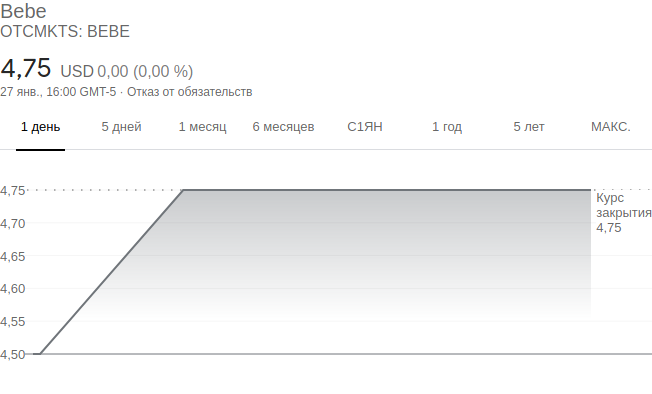 Bebe
OTCMKTS: BEBE
4,75 USD 0,00 (0,00 %)
27 янв., 16:00 GMT-5 · Отказ от обязательств
1 день 5 дней 1 месяц 6 месяцев С1ЯН 1 год 5 лет МАКС.
4,75
4,70
4,65
4,60
4,55
4,50
Курс
закрытия
4,75